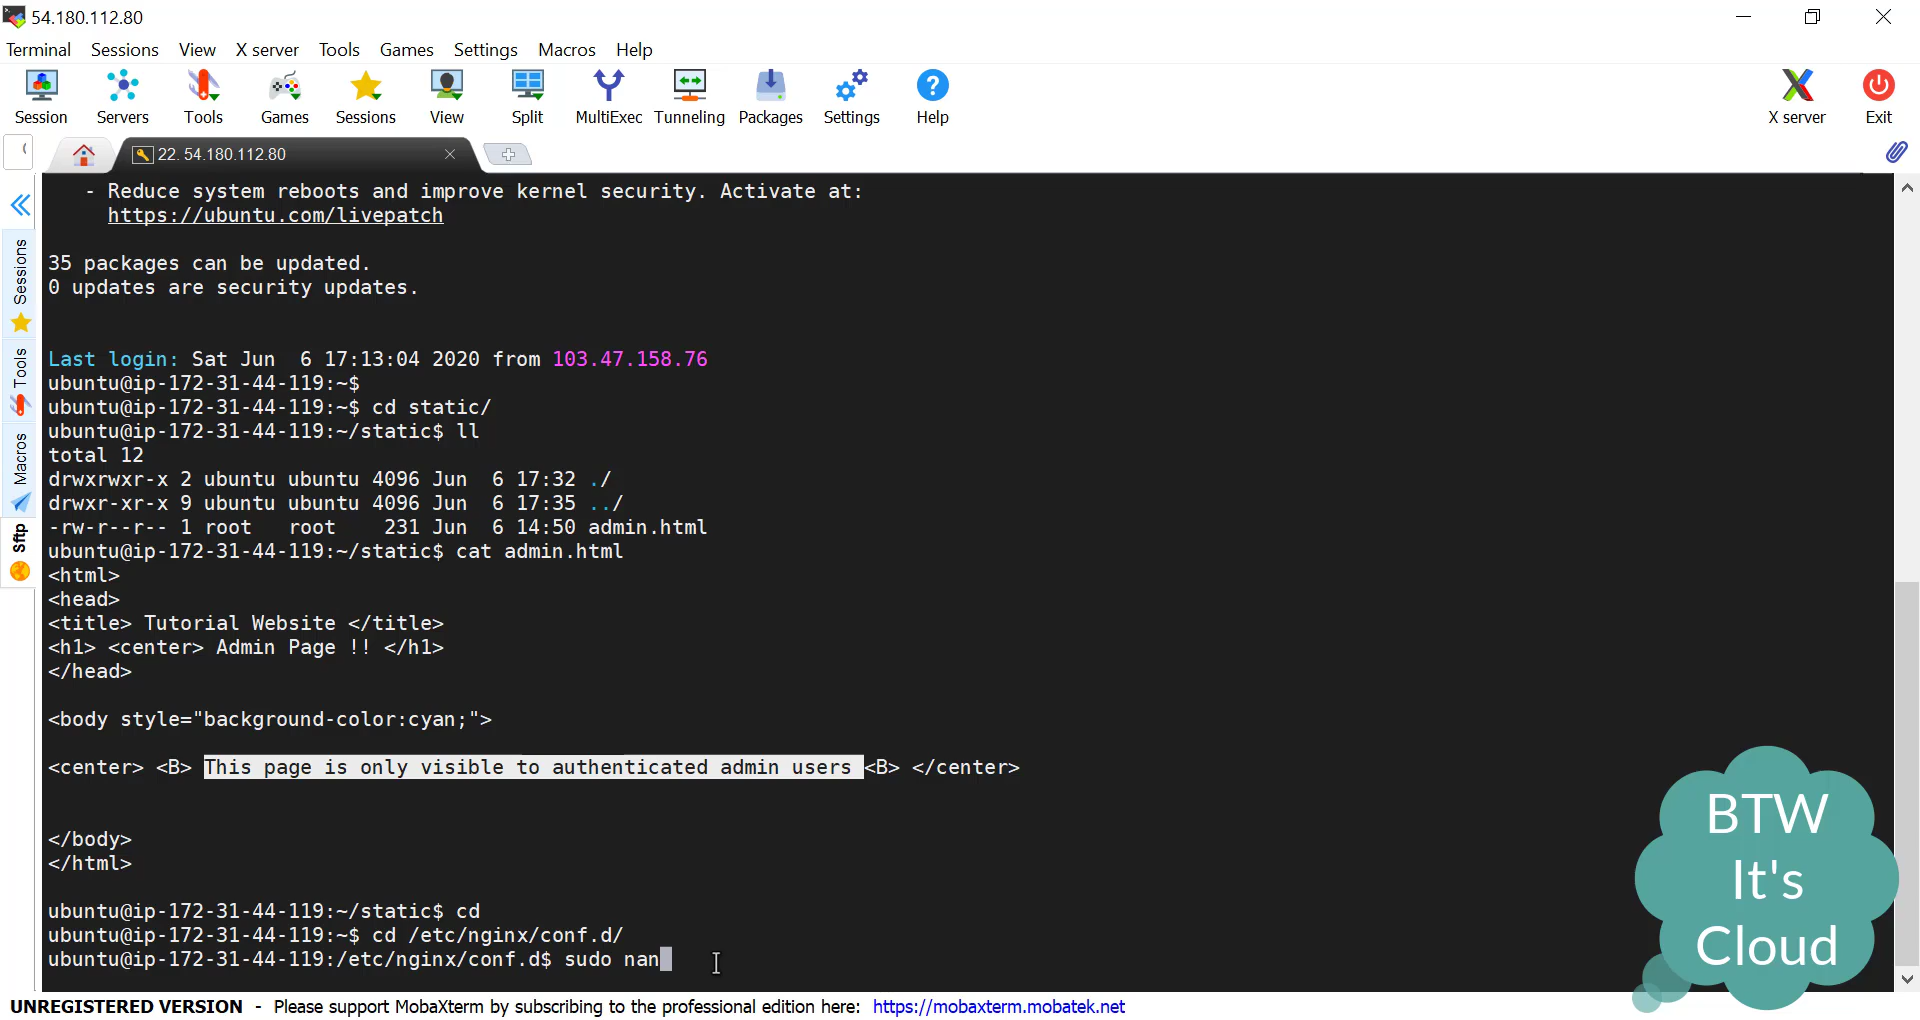 54.180.112.80
Terminal Sessions View X server Tools Games Settings Macros Help
Session Servers Tools Games Sessions View Split MultiExec Tunneling Packages Settings Help X server Exit
22. 54.180.112.80
- Reduce system reboots and improve kernel security. Activate at:
https://ubuntu.com/livepatch
35 packages can be updated.
0 updates are security updates.
Last login: Sat Jun  6 17:13:04 2020 from 103.47.158.76
ubuntu@ip-172-31-44-119:~$
ubuntu@ip-172-31-44-119:~$ cd static/
ubuntu@ip-172-31-44-119:~/static$ ll
total 12
drwxrwxr-x 2 ubuntu ubuntu 4096 Jun  6 17:32 ./
drwxr-xr-x 9 ubuntu ubuntu 4096 Jun  6 17:35 ../
-rw-r--r-- 1 root   root    231 Jun  6 14:50 admin.html
ubuntu@ip-172-31-44-119:~/static$ cat admin.html
<html>
<head>
<title> Tutorial Website </title>
<h1> <center> Admin Page !! </h1>
</head>
<body style="background-color:cyan;">
<center> <B> This page is only visible to authenticated admin users <B> </center>
</body>
</html>
ubuntu@ip-172-31-44-119:~/static$ cd
ubuntu@ip-172-31-44-119:~$ cd /etc/nginx/conf.d/
ubuntu@ip-172-31-44-119:/etc/nginx/conf.d$ sudo nan
Sessions
Tools
Macros
Sftp
BTW
It's
Cloud
UNREGISTERED VERSION - Please support MobaXterm by subscribing to the professional edition here: https://mobaxterm.mobatek.net